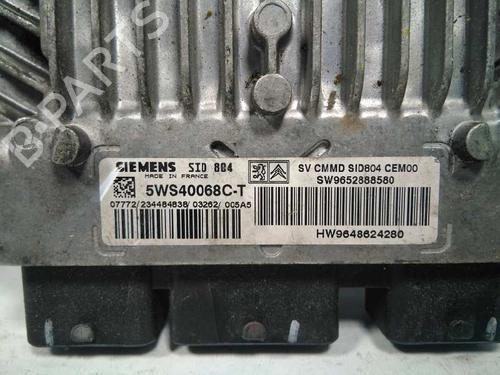 B-PARTS
SIEMENS SID 804
MADE IN FRANCE
5WS40068C-T
07772/234484838/03262/005A5
SV CMMD SID804 CEM00
SW9652888580
HW9648624280